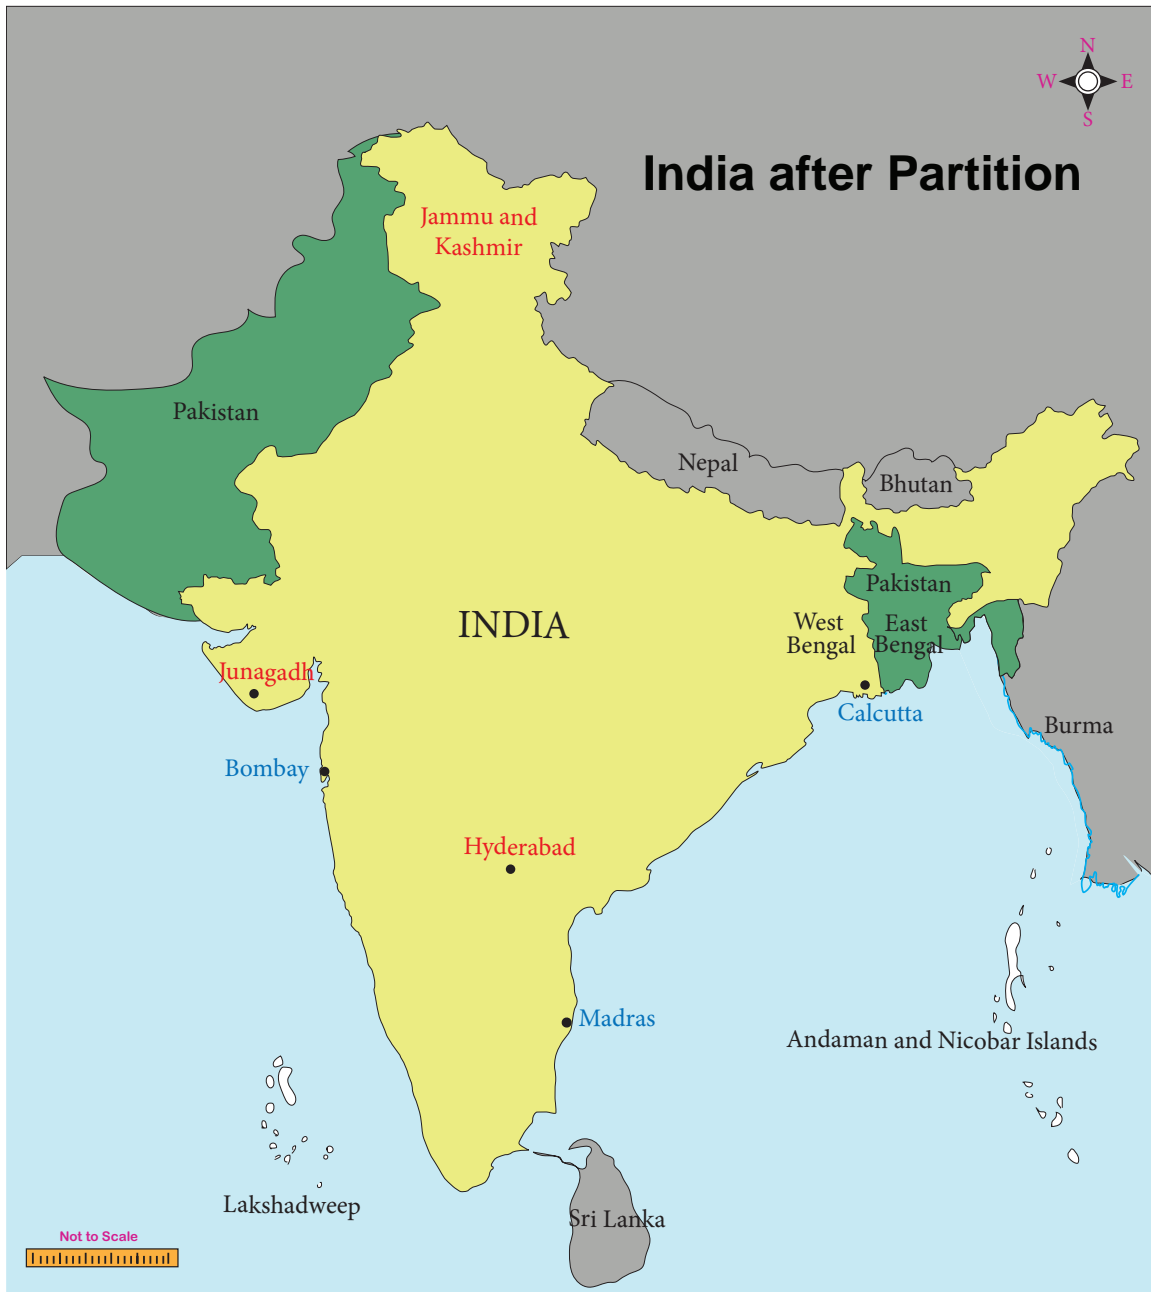 N
W E
S
India after Partition
Jammu and
Kashmir
Pakistan
Nepal
Bhutan
Pakistan
INDIA
West
Bengal
East
Bengal
Junagadh
Calcutta
Burma
Bombay
Hyderabad
Madras
Andaman and Nicobar Islands
Lakshadweep
Sri Lanka
Not to Scale